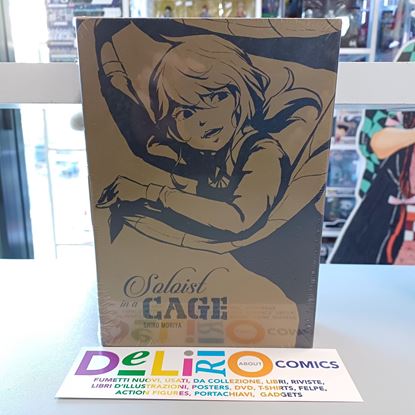 Soloist
in a
CAGE
SHIRO MORIYA
DELIRIO
ABOUT
COMICS
FUMETTI NUOVI, USATI, DA COLLEZIONE, LIBRI, RIVISTE,
LIBRI D'ILLUSTRAZIONI, POSTERS, DVD, T-SHIRTS, FELPE,
ACTION FIGURES, PORTACHIAVI, GADGETS